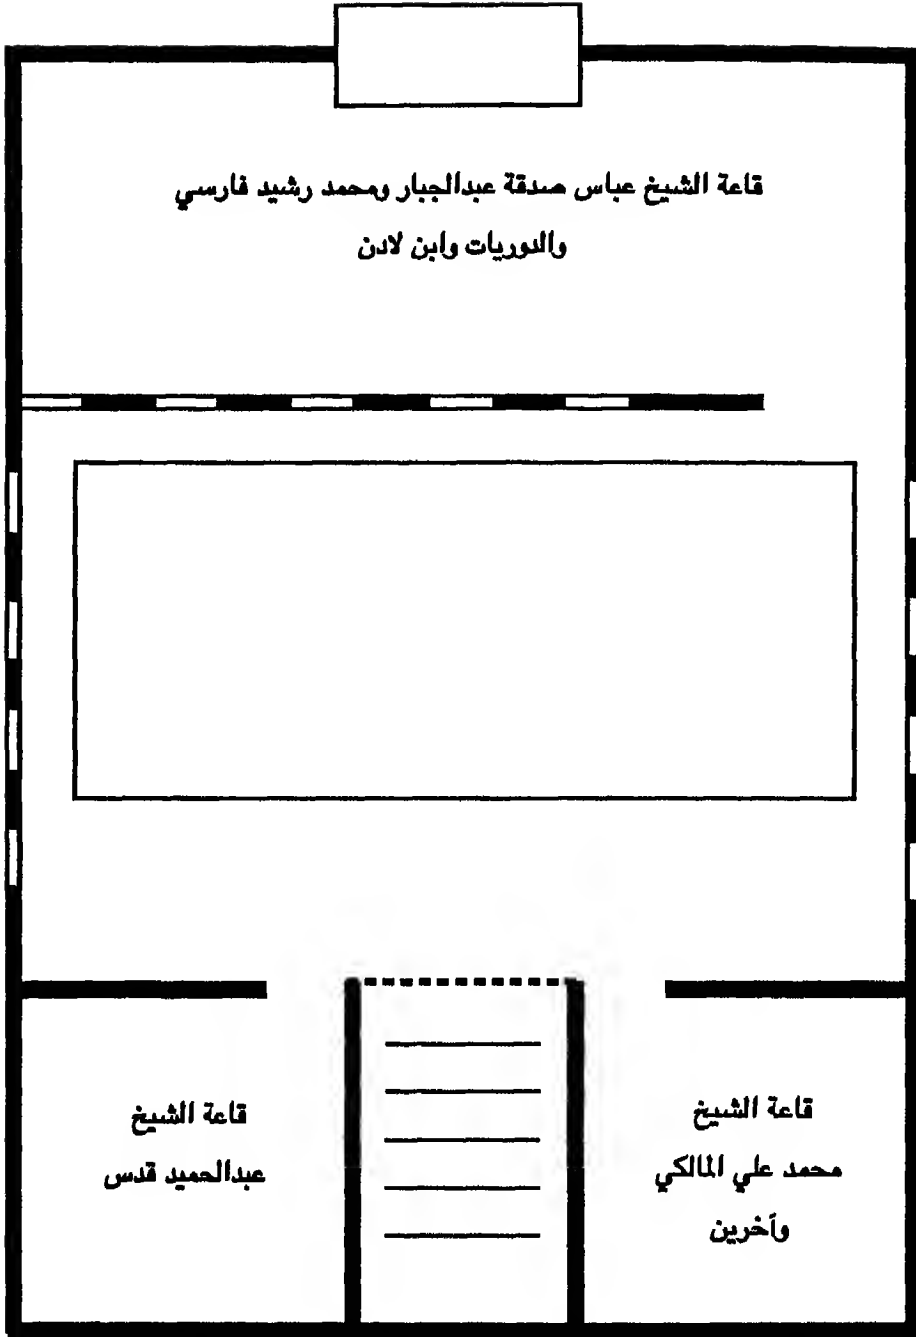 قاعة الشيخ عباس صدقة عبدالجبار ومحمد رشيد فارسي
والدوريات وابن لادن
قاعة الشيخ
محمد علي المالكي
وآخرين
قاعة الشيخ
عبدالحميد قدس